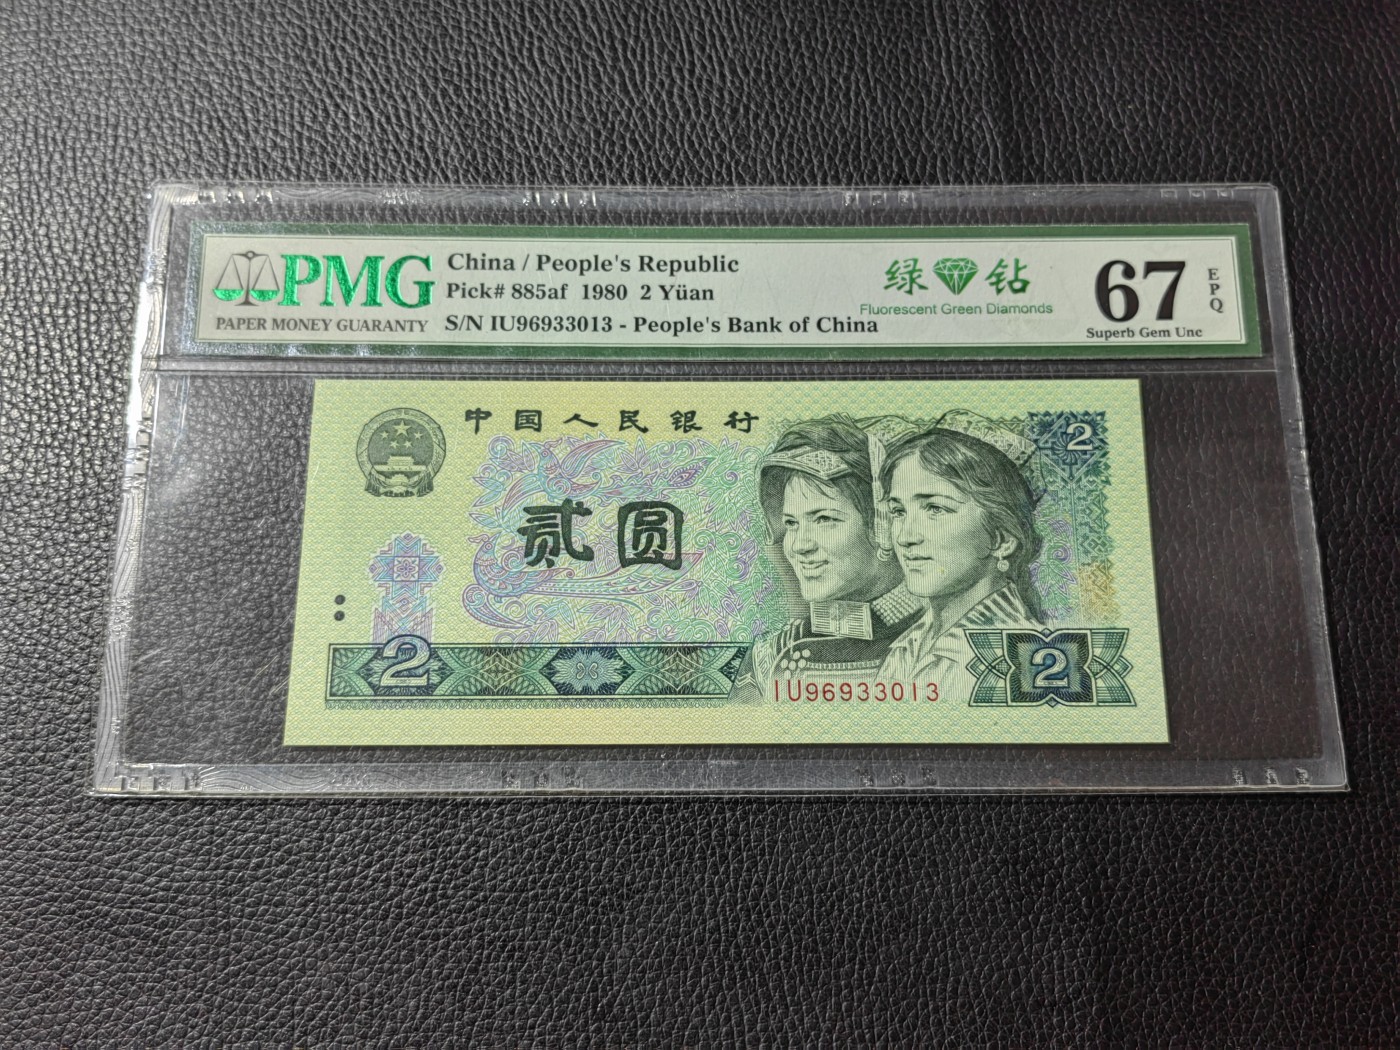 PMG
PAPER MONEY GUARANTY
China / People's Republic
Pick# 885af 1980 2 Yüan
S/N IU96933013 - People's Bank of China
绿钻
Fluorescent Green Diamonds
67
EPQ
Superb Gem Unc
中国人民银行
2
贰圆
2
IU96933013
2